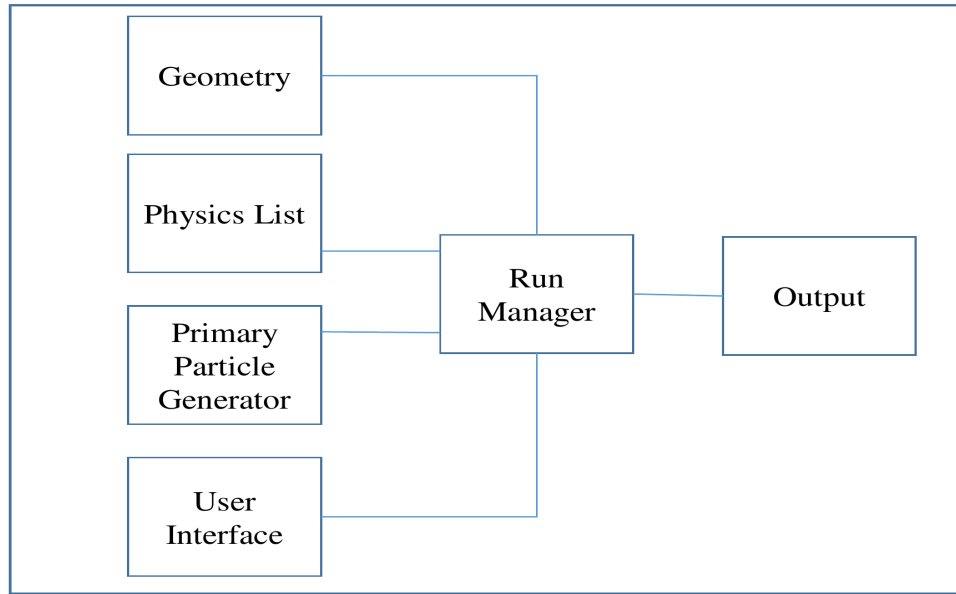 Geometry
Physics List
Primary
Particle
Generator
User
Interface
Run
Manager
Output